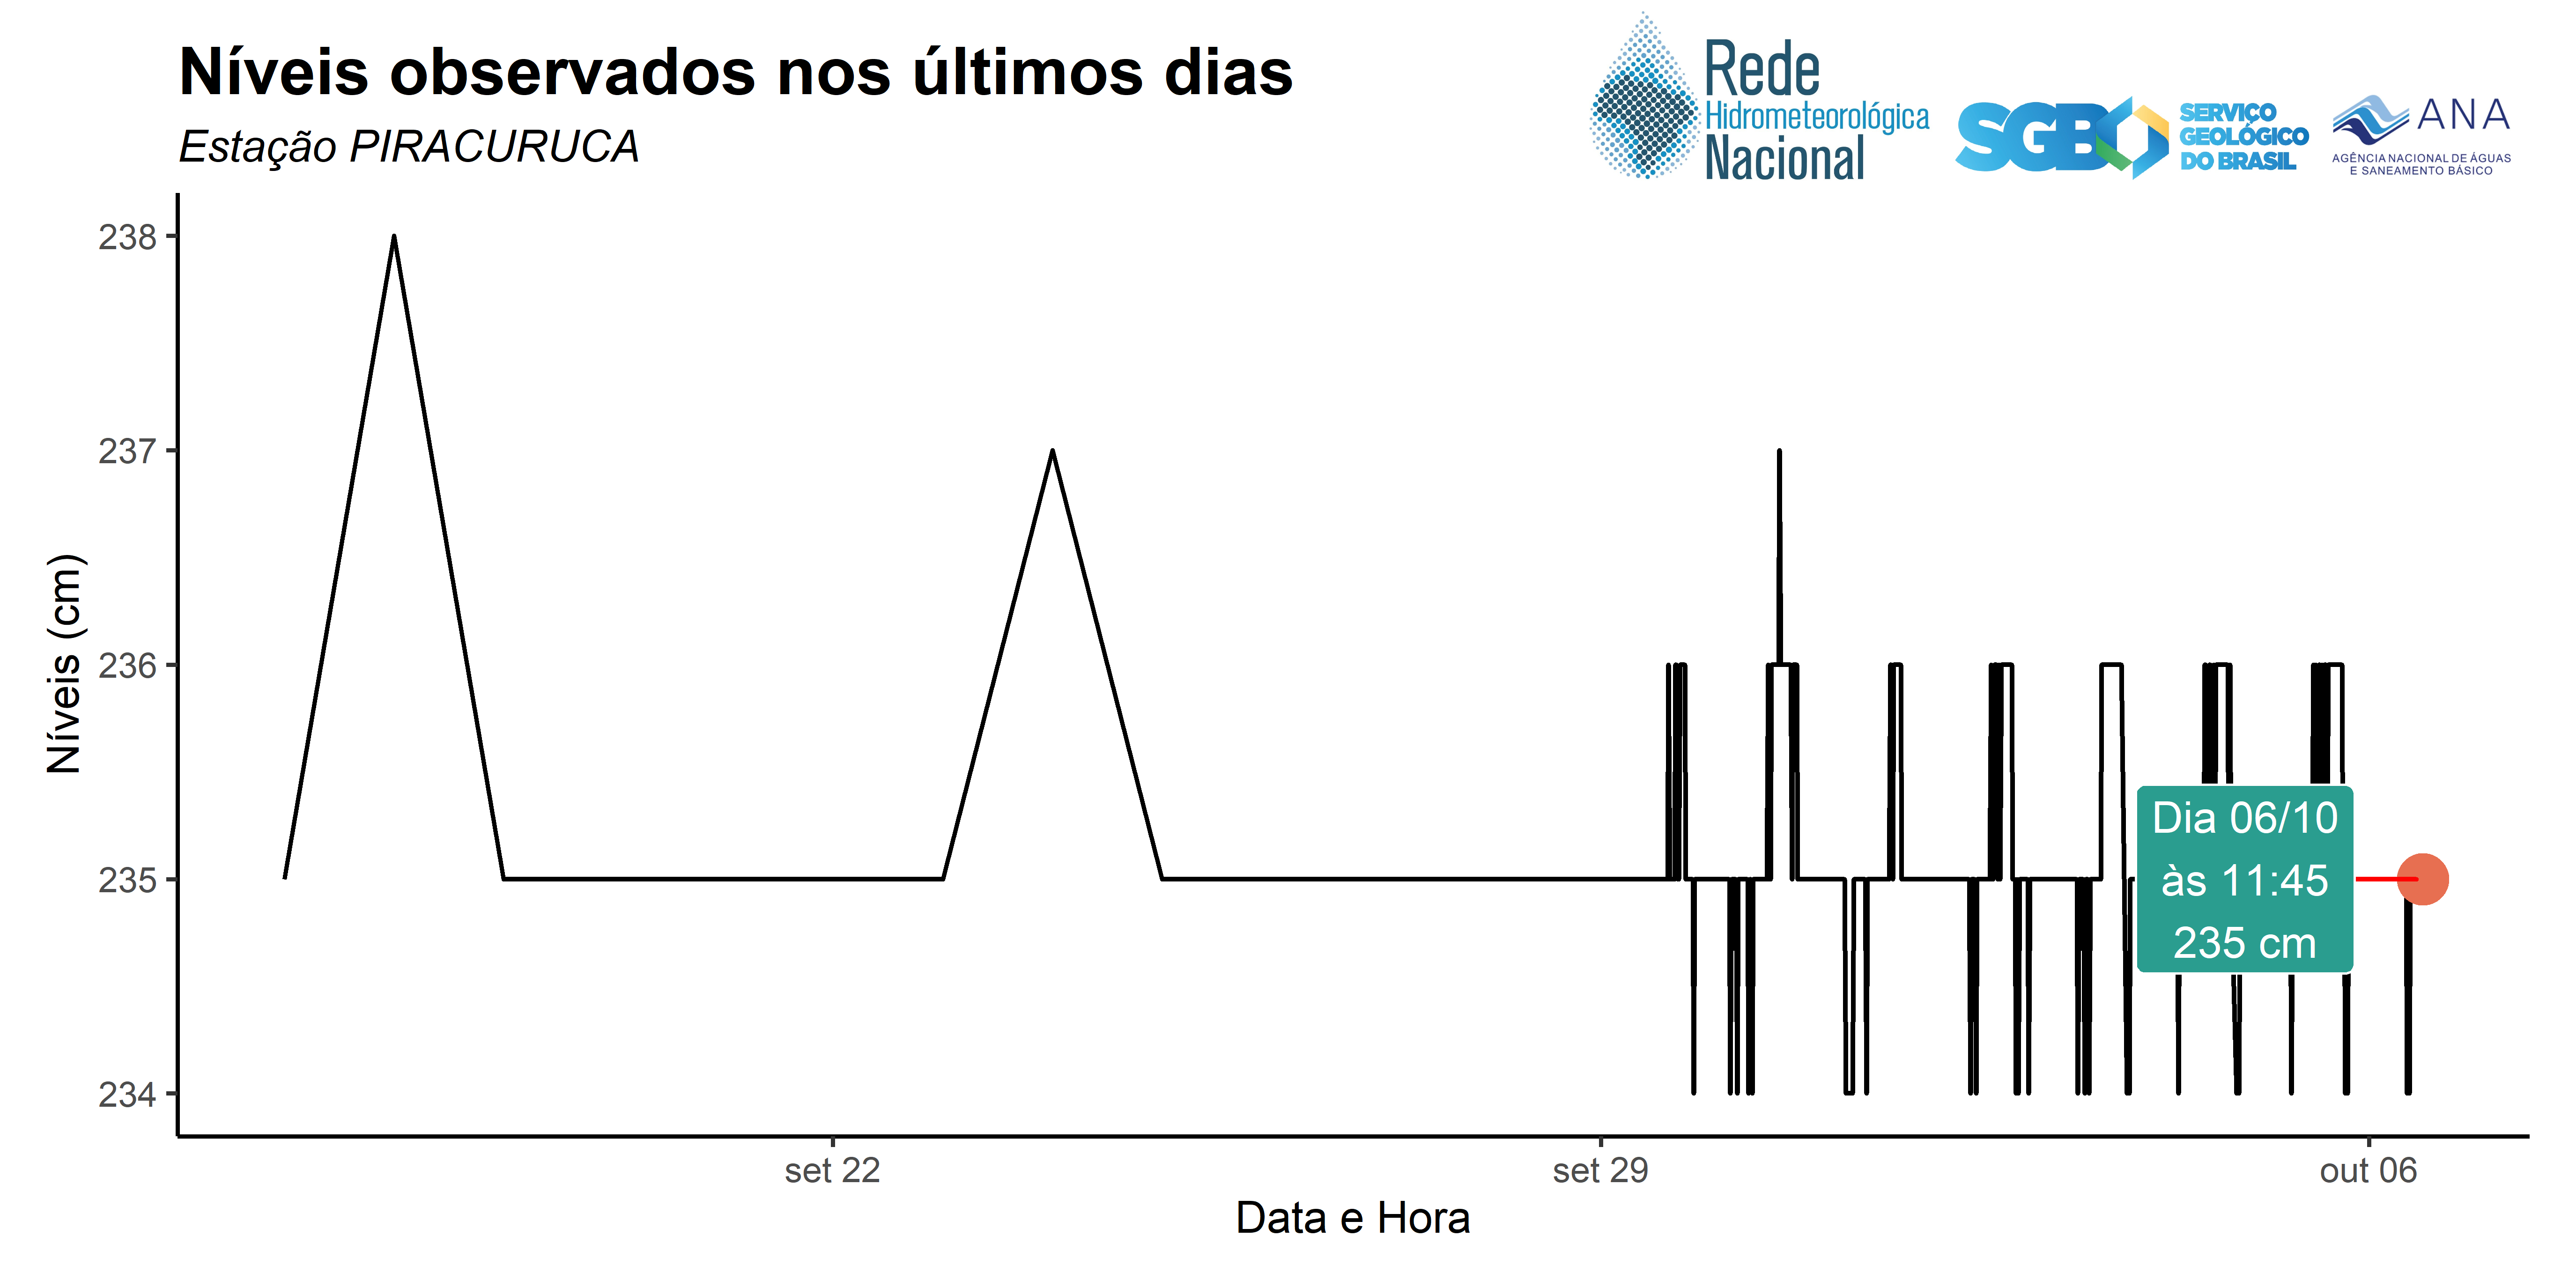 Níveis observados nos últimos dias
Estação PIRACURUCA
Rede
Hidrometeorológica
Nacional
SGB
SERVIÇO
GEOLÓGICO
DO BRASIL
ANA
AGÊNCIA NACIONAL DE ÁGUAS
E SANEAMENTO BÁSICO
238
237
236
235
234
Níveis (cm)
Dia 06/10
às 11:45
235 cm
set 22
set 29
out 06
Data e Hora